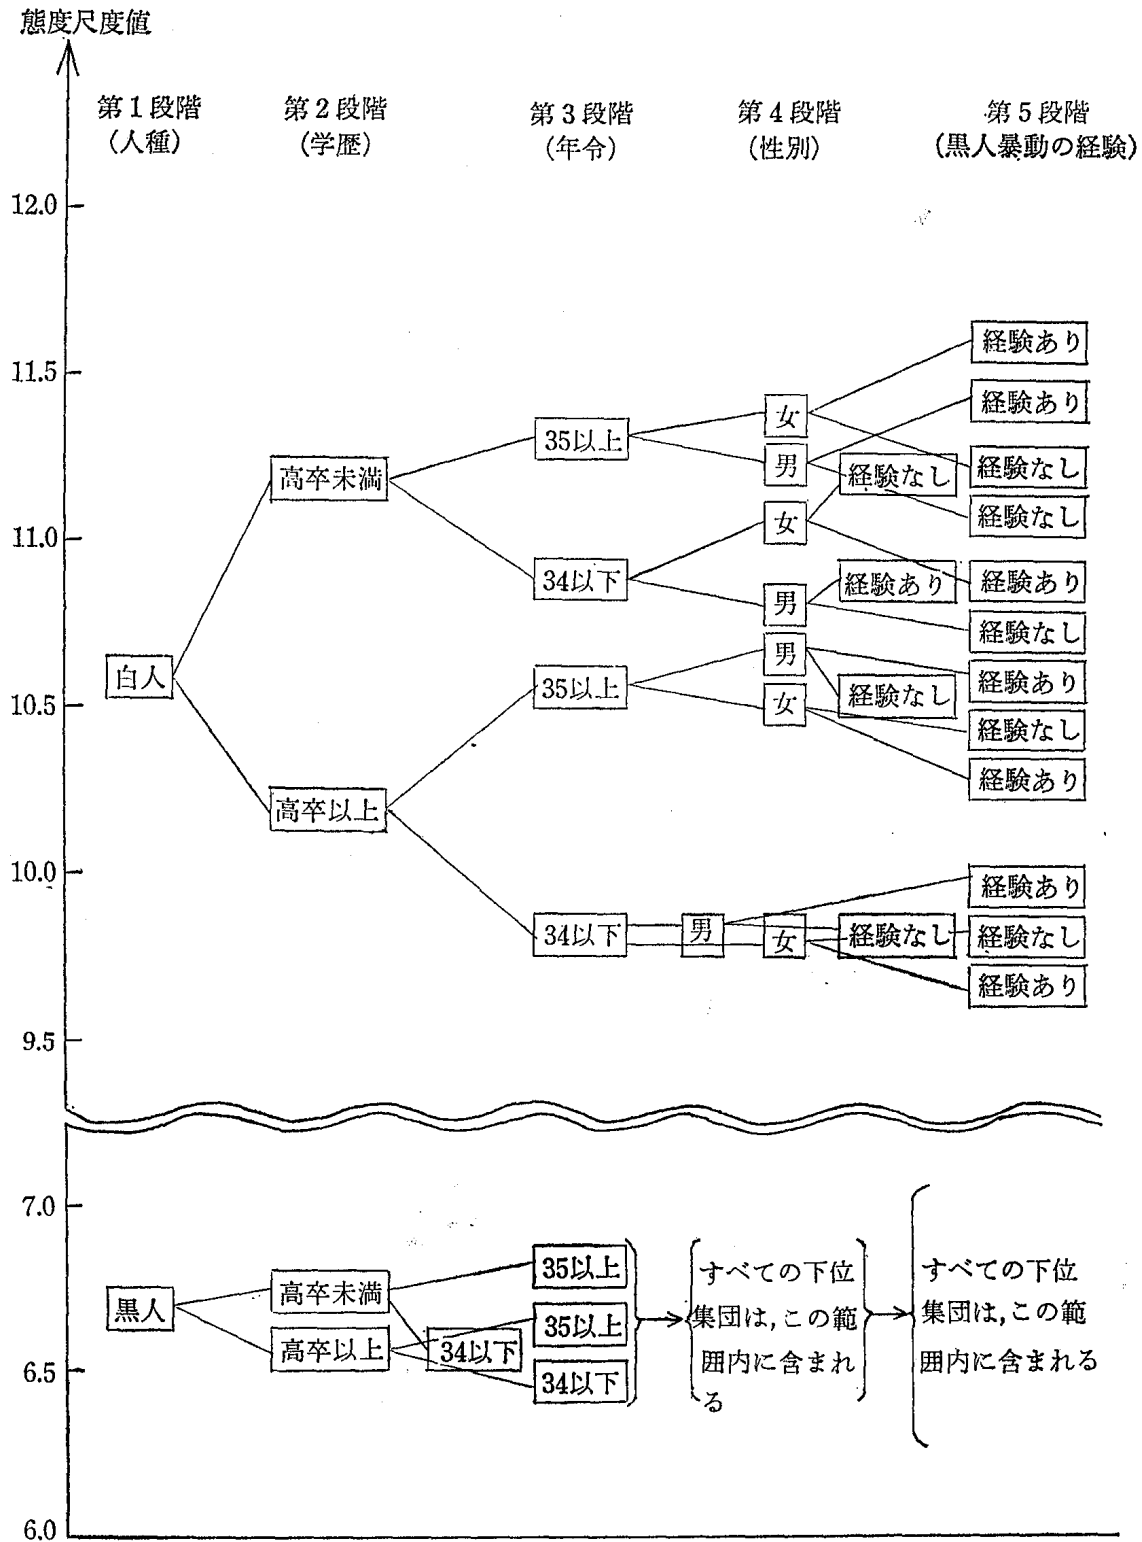 態度尺度値
第1段階
(人種)
第2段階
(学歴)
第3段階
(年令)
第4段階
(性別)
第5段階
(黒人暴動の経験)
12.0
11.5
11.0
10.5
10.0
9.5
7.0
6.5
6.0
白人
高卒未満
高卒以上
35以上
34以下
35以上
34以下
女
男
女
男
男
女
男
女
経験なし
経験あり
経験なし
経験なし
経験あり
経験あり
経験なし
経験なし
経験あり
経験なし
経験あり
経験なし
経験あり
経験あり
経験なし
経験あり
黒人
高卒未満
高卒以上
34以下
35以上
35以上
34以下
すべての下位
集団は,この範
囲内に含まれ
る
すべての下位
集団は,この範
囲内に含まれる